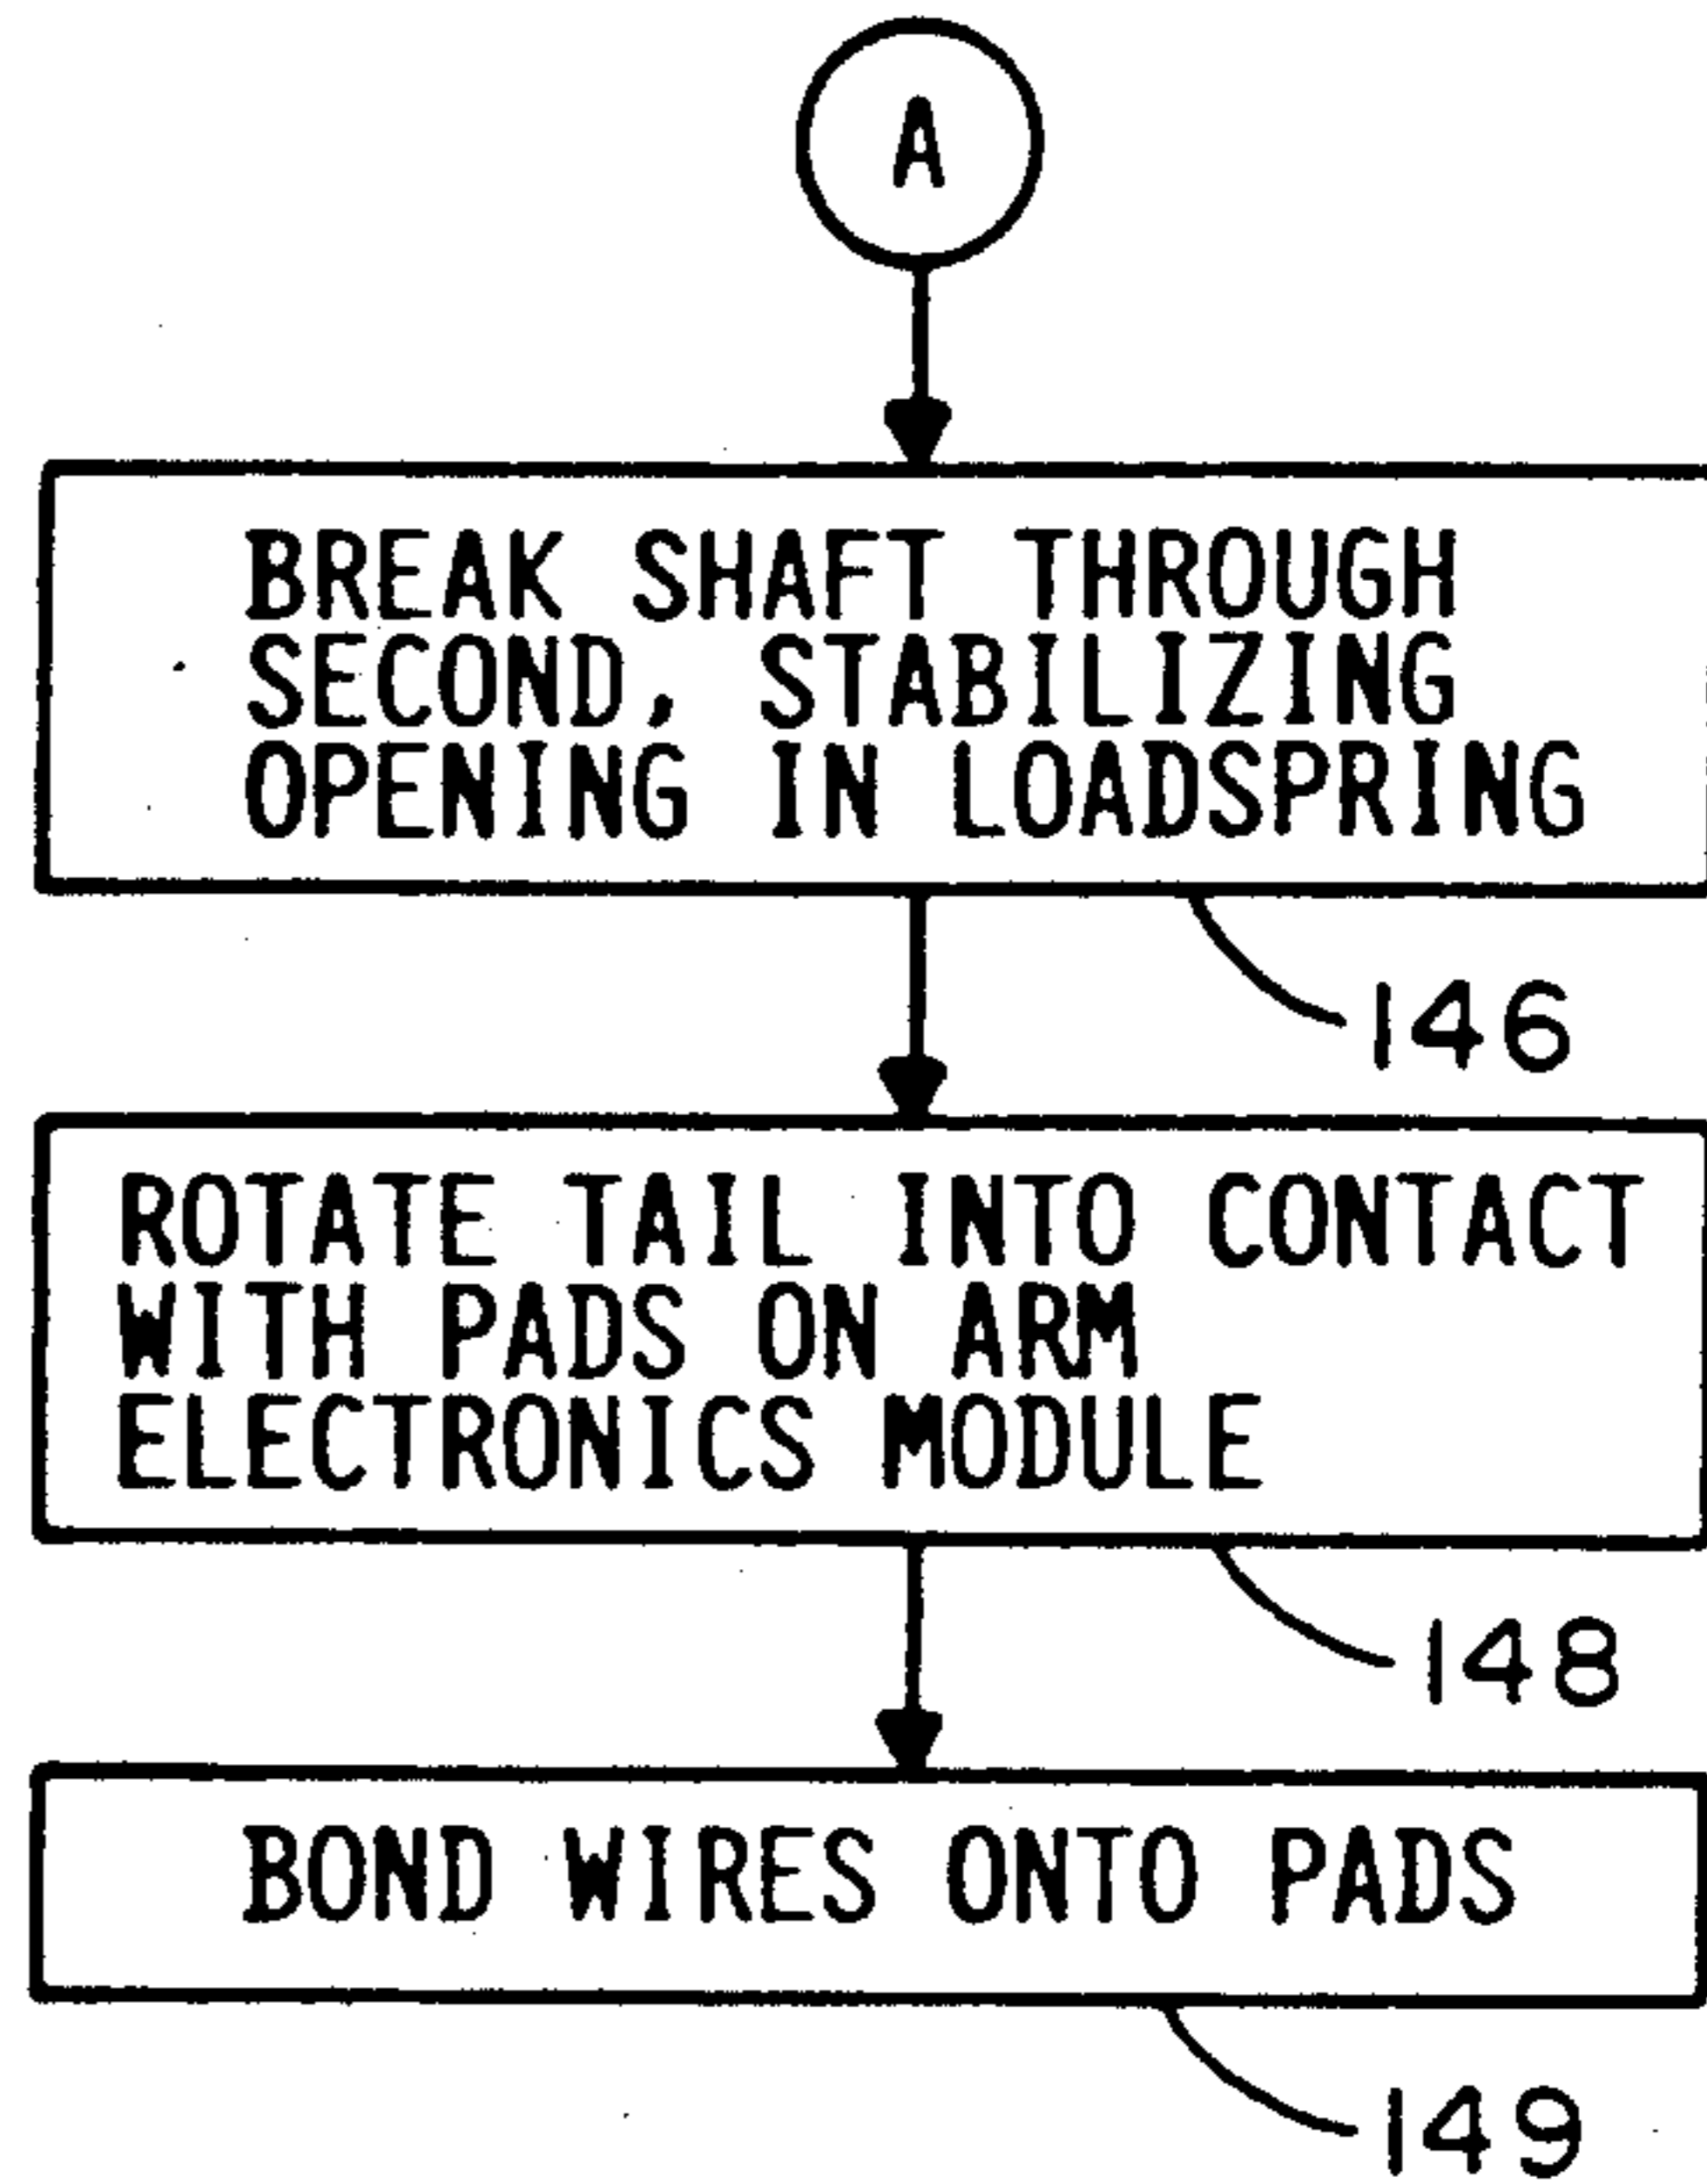 A
BREAK SHAFT THROUGH
SECOND, STABILIZING
OPENING IN LOADSPRING
146
ROTATE TAIL INTO CONTACT
WITH PADS ON ARM
ELECTRONICS MODULE
148
BOND WIRES ONTO PADS
149